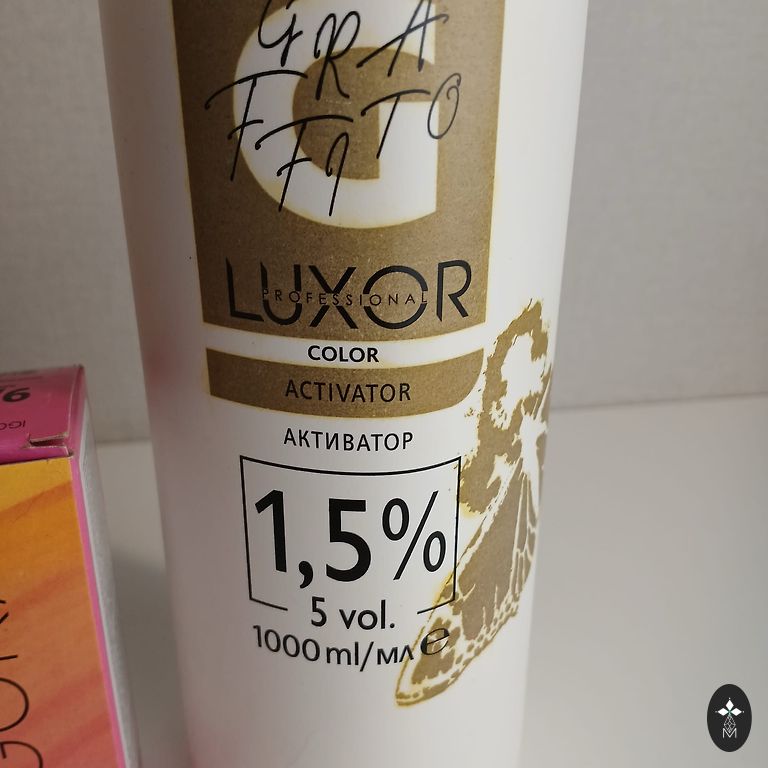 GRA
FFITO
G
LUXOR
PROFESSIONAL
COLOR
ACTIVATOR
АКТИВАТОР
1,5%
5 vol.
1000 ml/мл ℮
M